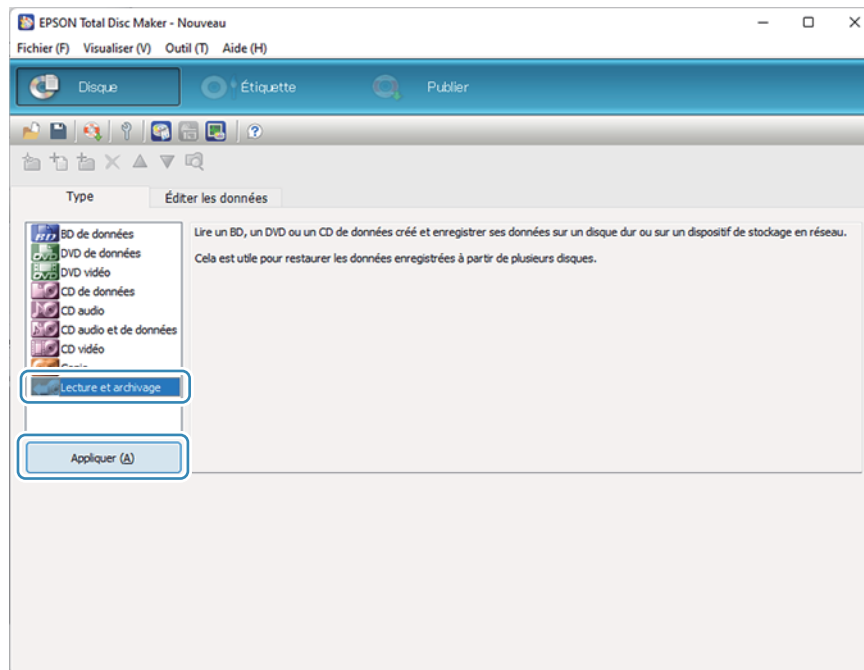 EPSON Total Disc Maker - Nouveau
Fichier (F) Visualiser (V) Outil (T) Aide (H)
Disque Étiquette Publier
Type Éditer les données
BD de données
DVD de données
DVD vidéo
CD de données
CD audio
CD audio et de données
CD vidéo
Copie
Lecture et archivage
Appliquer (A)
Lire un BD, un DVD ou un CD de données créé et enregistrer ses données sur un disque dur ou sur un dispositif de stockage en réseau.
Cela est utile pour restaurer les données enregistrées à partir de plusieurs disques.